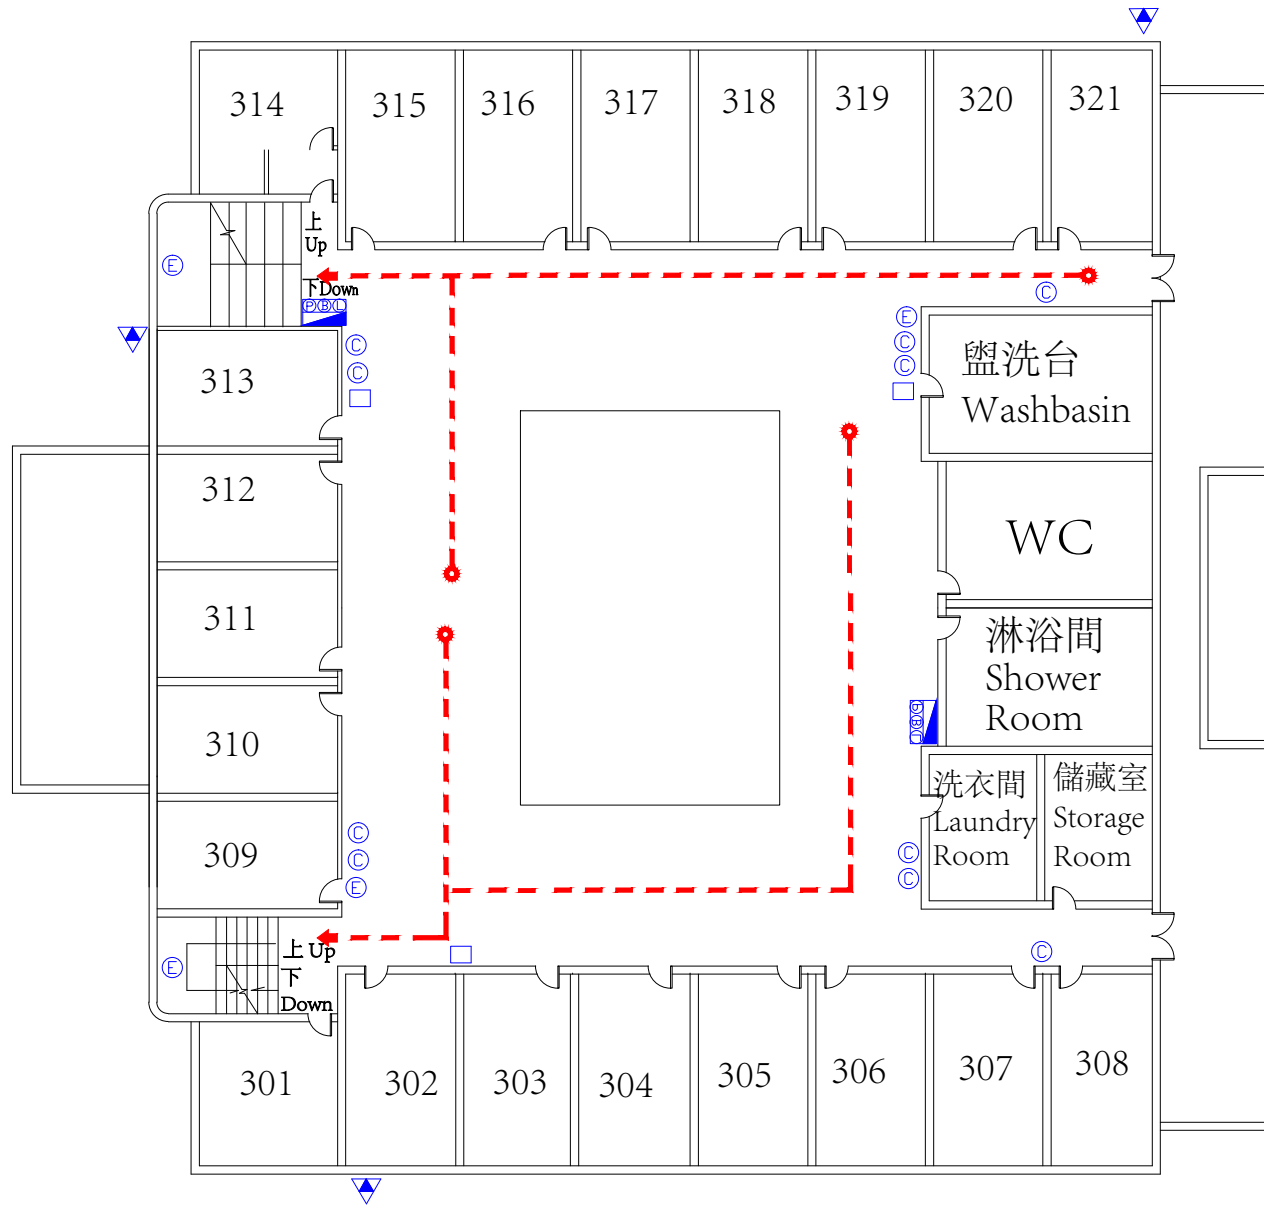 314
315
316
317
318
319
320
321
上
Up
下Down
Ⓔ
ⓅⒷⓁ
Ⓒ
Ⓔ
Ⓒ
Ⓒ
Ⓒ
Ⓒ
盥洗台
Washbasin
313
312
WC
311
淋浴間
Shower
Room
310
ⓅⒷⓁ
洗衣間
Laundry
Room
儲藏室
Storage
Room
309
Ⓒ
Ⓒ
Ⓔ
Ⓒ
Ⓒ
上 Up
下
Down
Ⓔ
Ⓒ
301
302
303
304
305
306
307
308